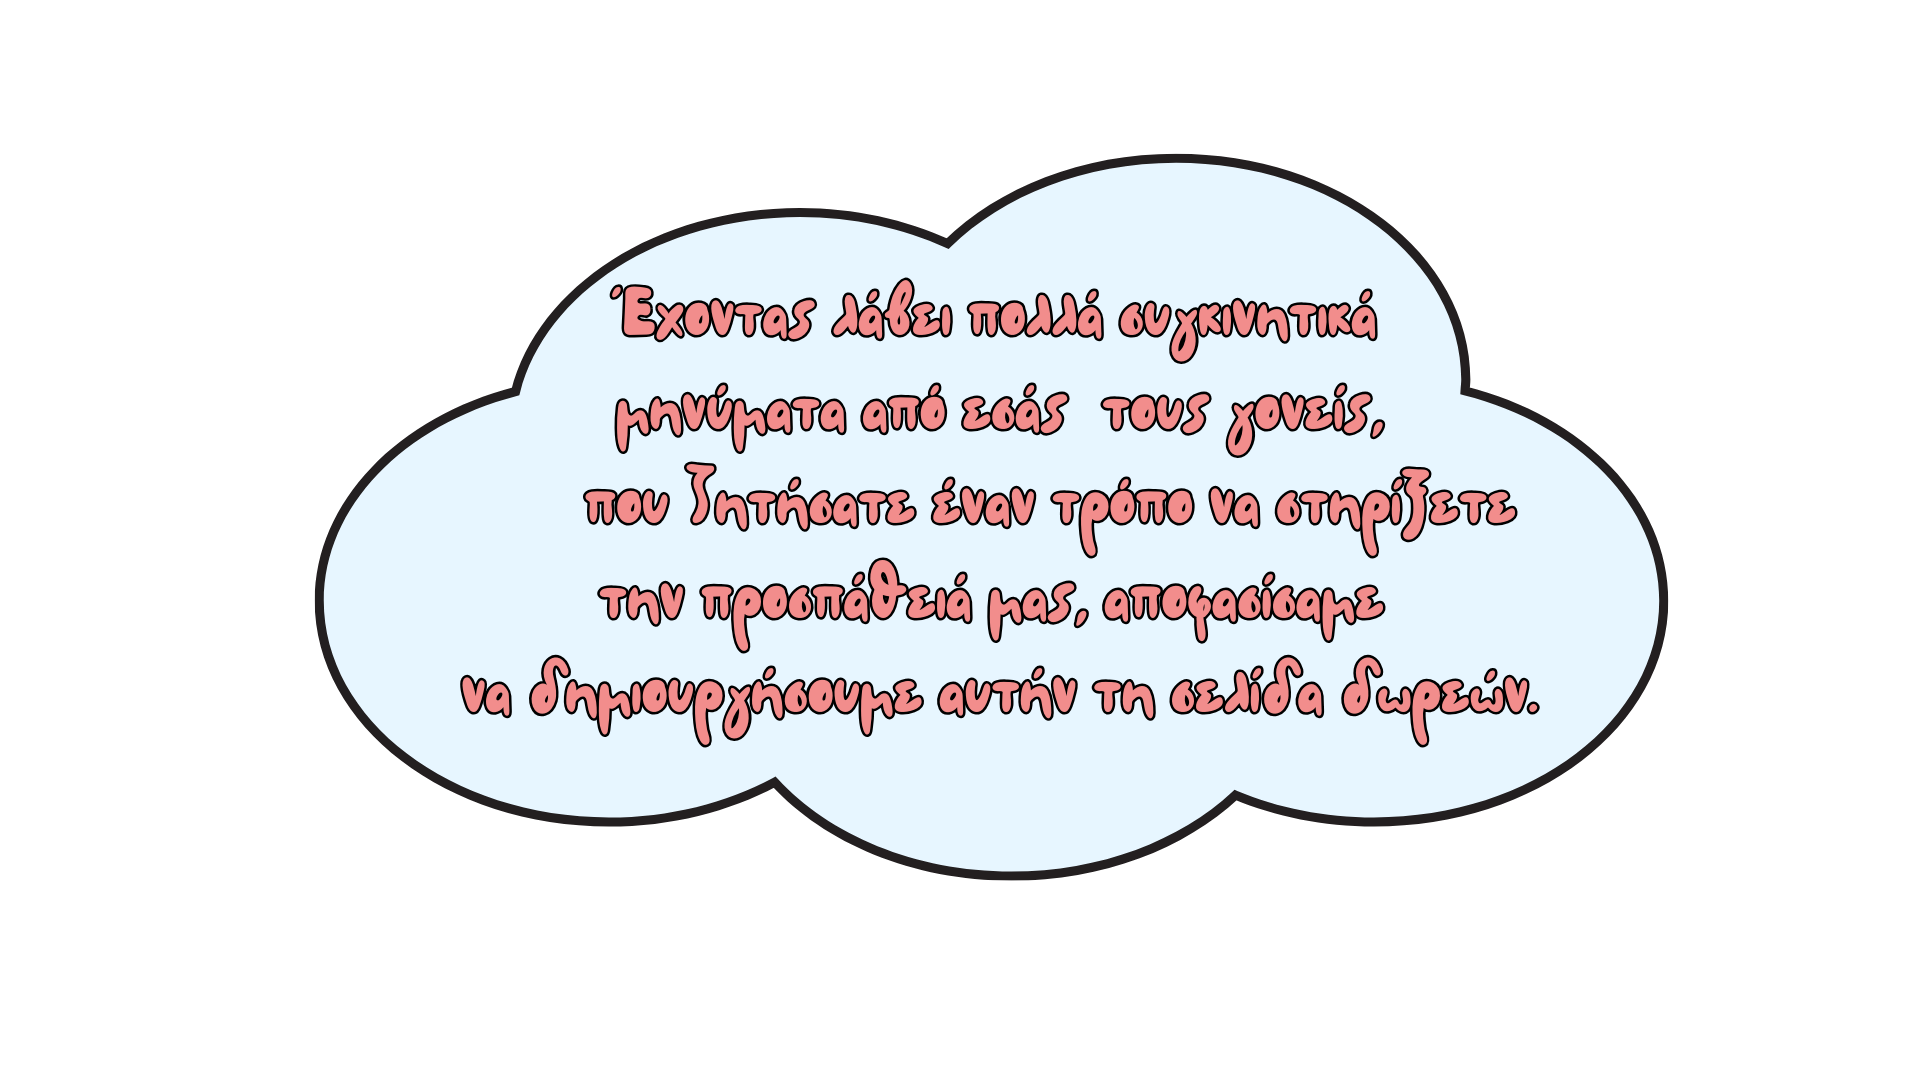 Έχοντας λάβει πολλά συγκινητικά
μηνύματα από εσάς τους γονείς,
που ζητήσατε έναν τρόπο να στηρίξετε
την προσπάθειά μας, αποφασίσαμε
να δημιουργήσουμε αυτήν τη σελίδα δωρεών.